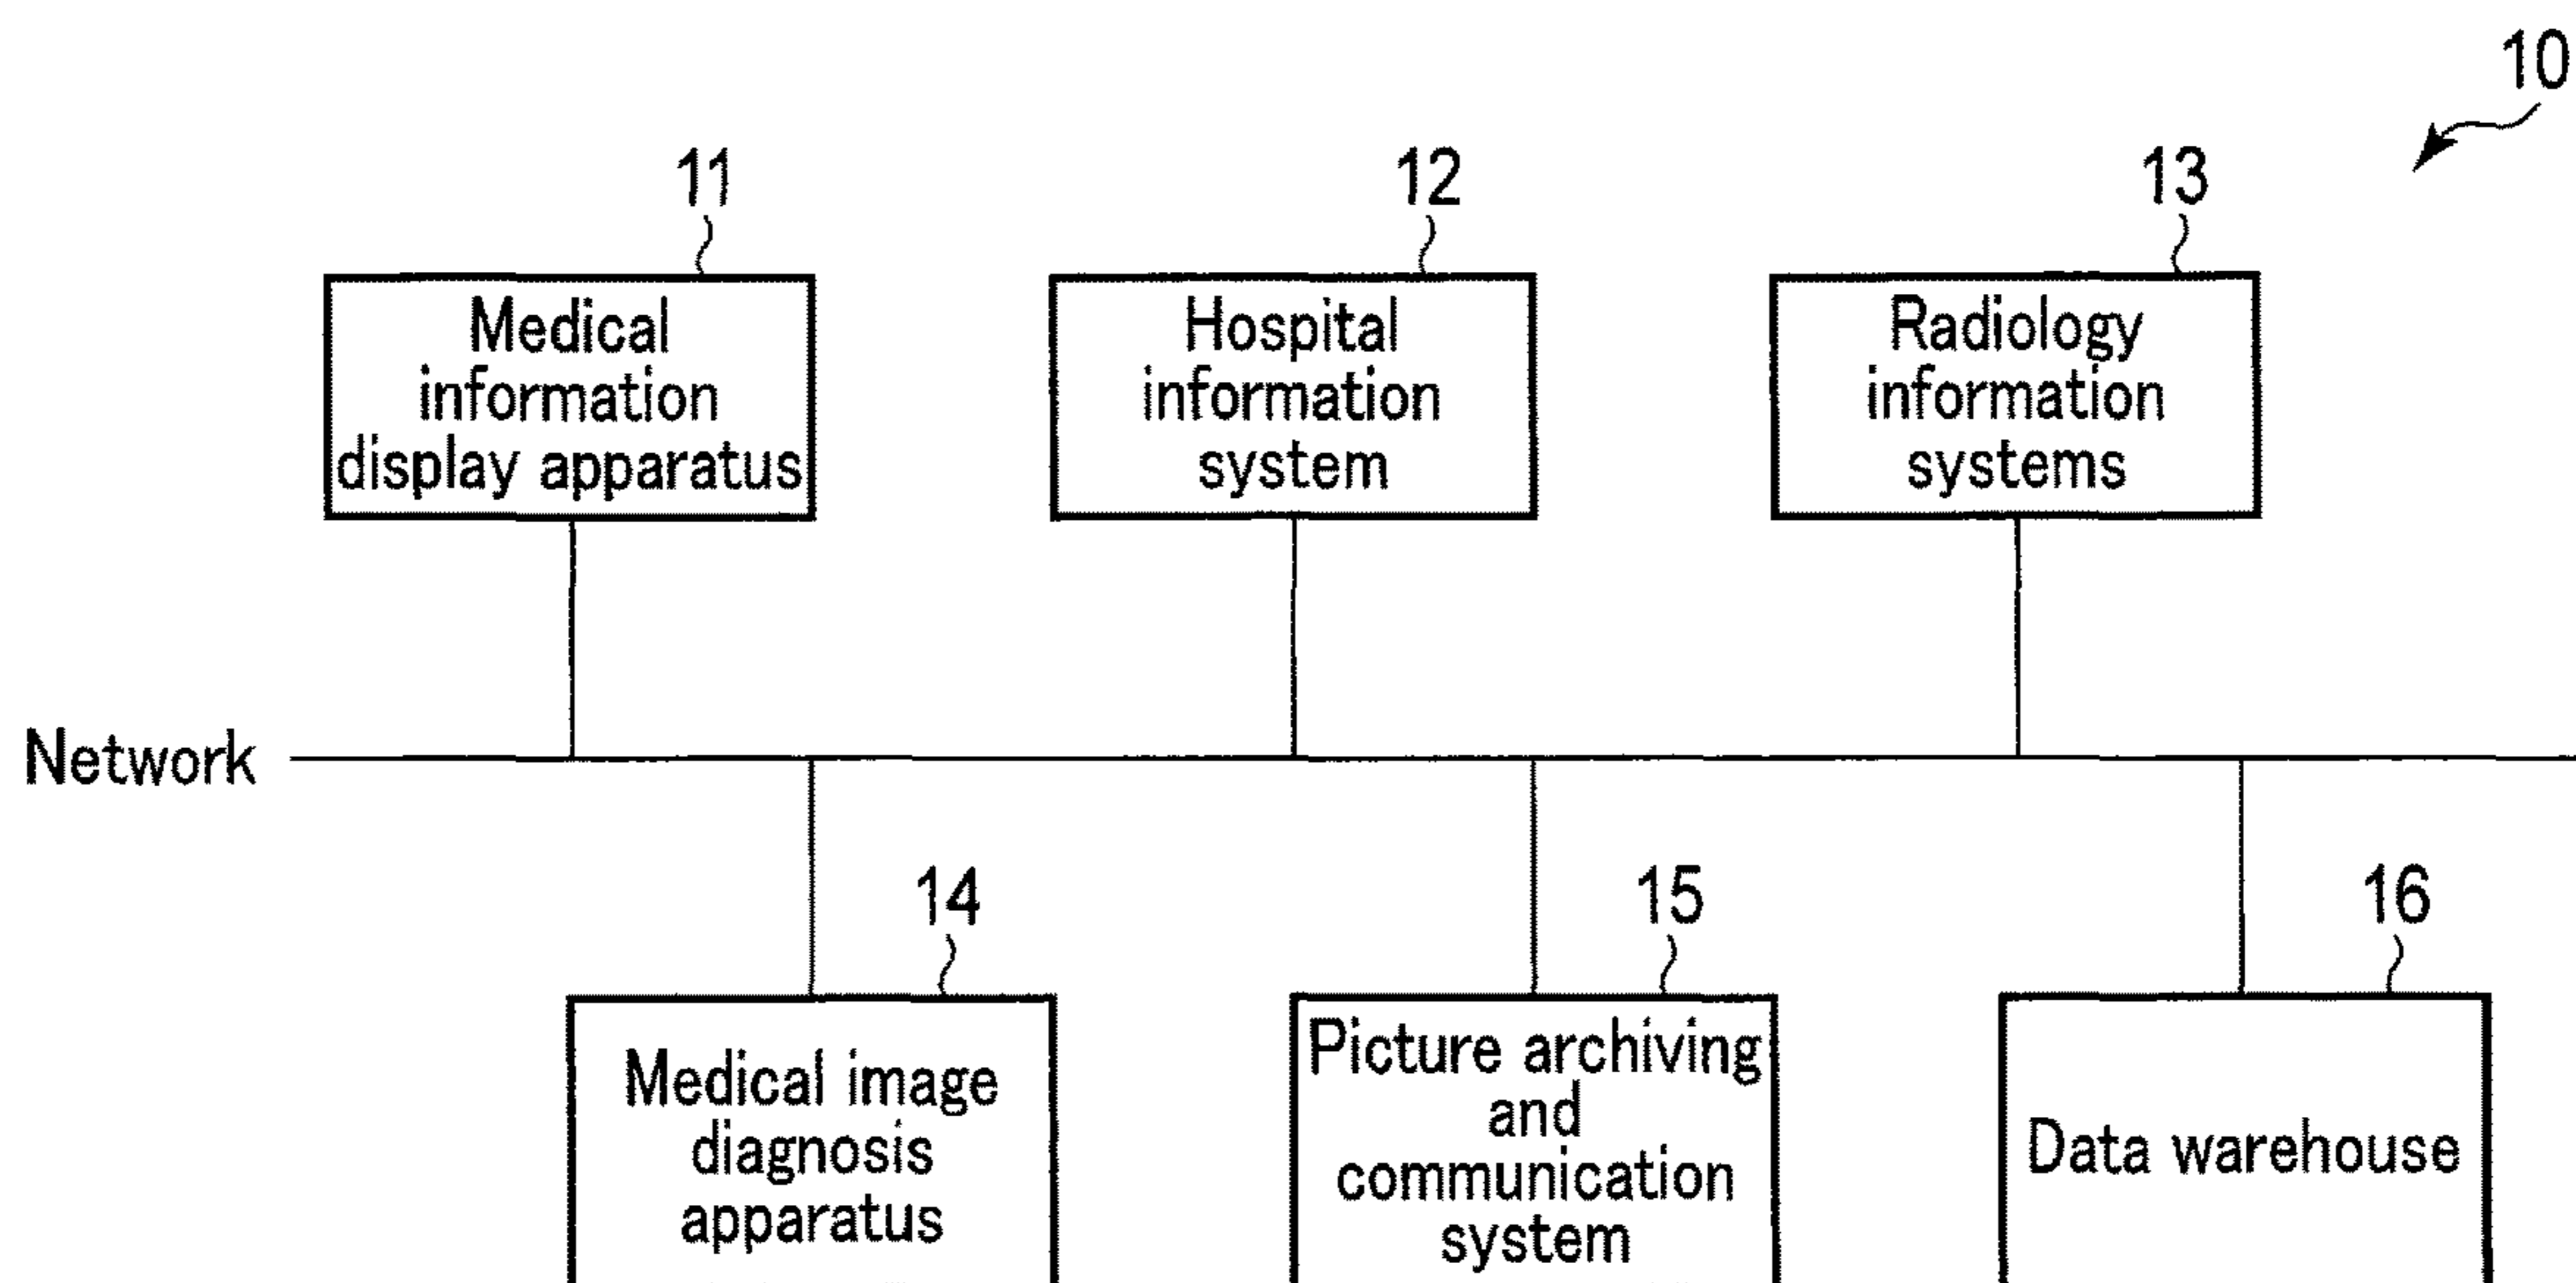 10
11
12
13
Medical
information
display apparatus
Hospital
information
system
Radiology
information
systems
Network
14
15
16
Medical image
diagnosis
apparatus
Picture archiving
and
communication
system
Data warehouse